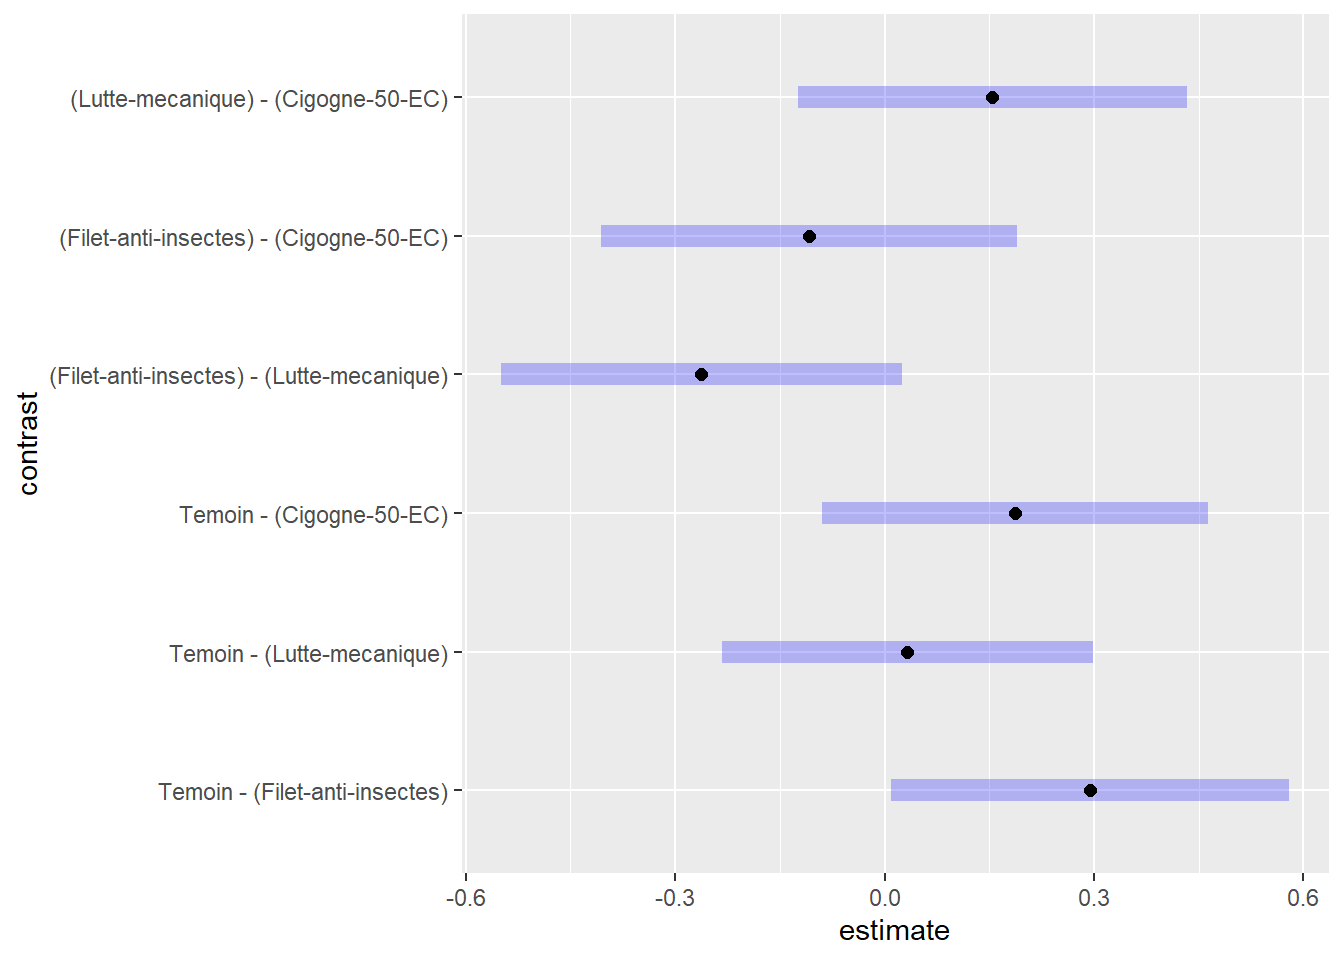 (Lutte-mecanique) - (Cigogne-50-EC)
(Filet-anti-insectes) - (Cigogne-50-EC)
(Filet-anti-insectes) - (Lutte-mecanique)
Temoin - (Cigogne-50-EC)
Temoin - (Lutte-mecanique)
Temoin - (Filet-anti-insectes)
contrast
-0.6 -0.3 0.0 0.3 0.6
estimate